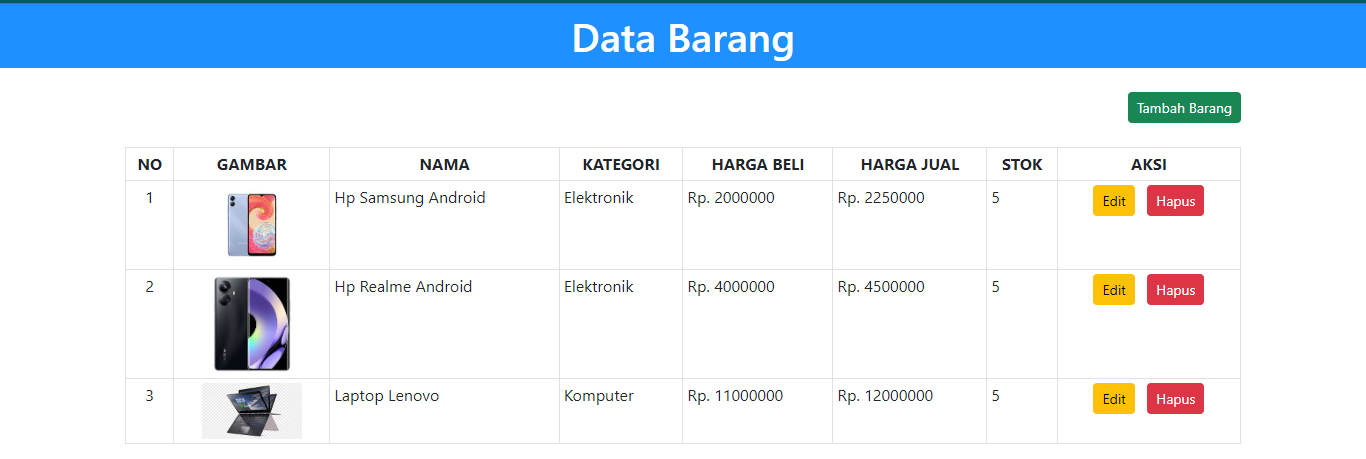 Data Barang
Tambah Barang
NO GAMBAR NAMA KATEGORI HARGA BELI HARGA JUAL STOK AKSI
1 Hp Samsung Android Elektronik Rp. 2000000 Rp. 2250000 5 Edit Hapus
2 Hp Realme Android Elektronik Rp. 4000000 Rp. 4500000 5 Edit Hapus
3 Laptop Lenovo Komputer Rp. 11000000 Rp. 12000000 5 Edit Hapus